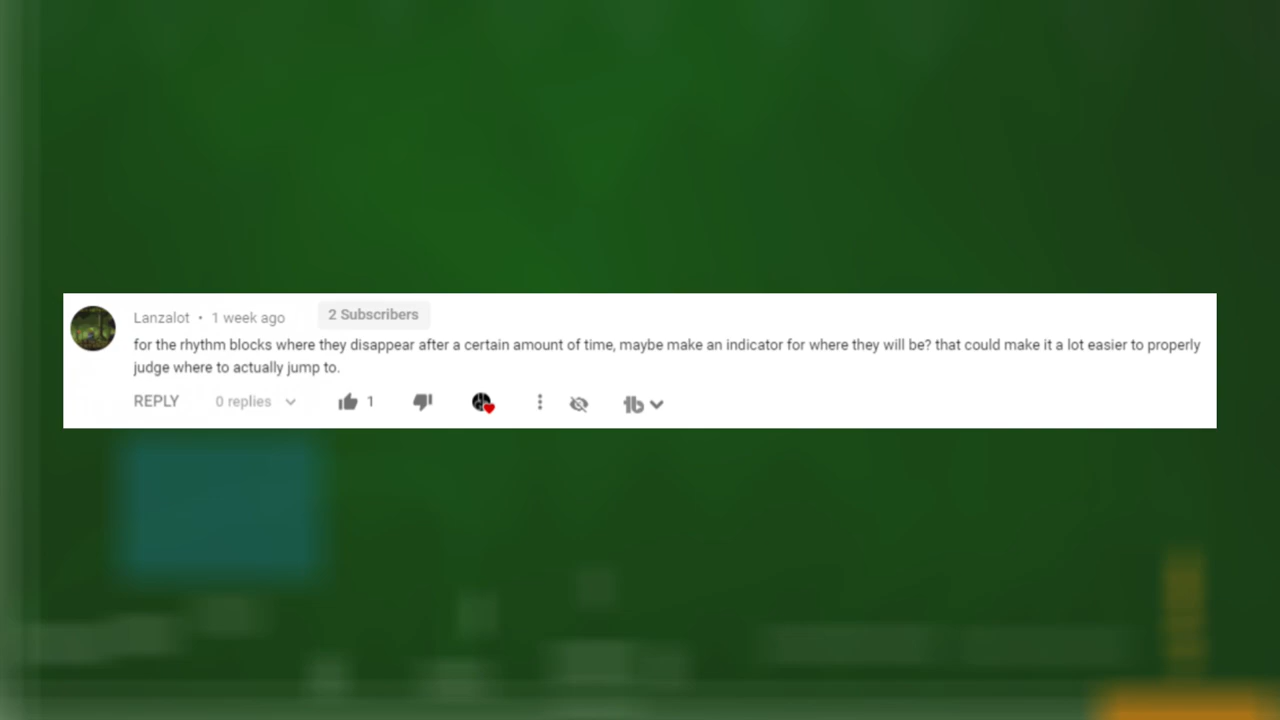 Lanzalot • 1 week ago 2 Subscribers
for the rhythm blocks where they disappear after a certain amount of time, maybe make an indicator for where they will be? that could make it a lot easier to properly
judge where to actually jump to.
REPLY 0 replies 1